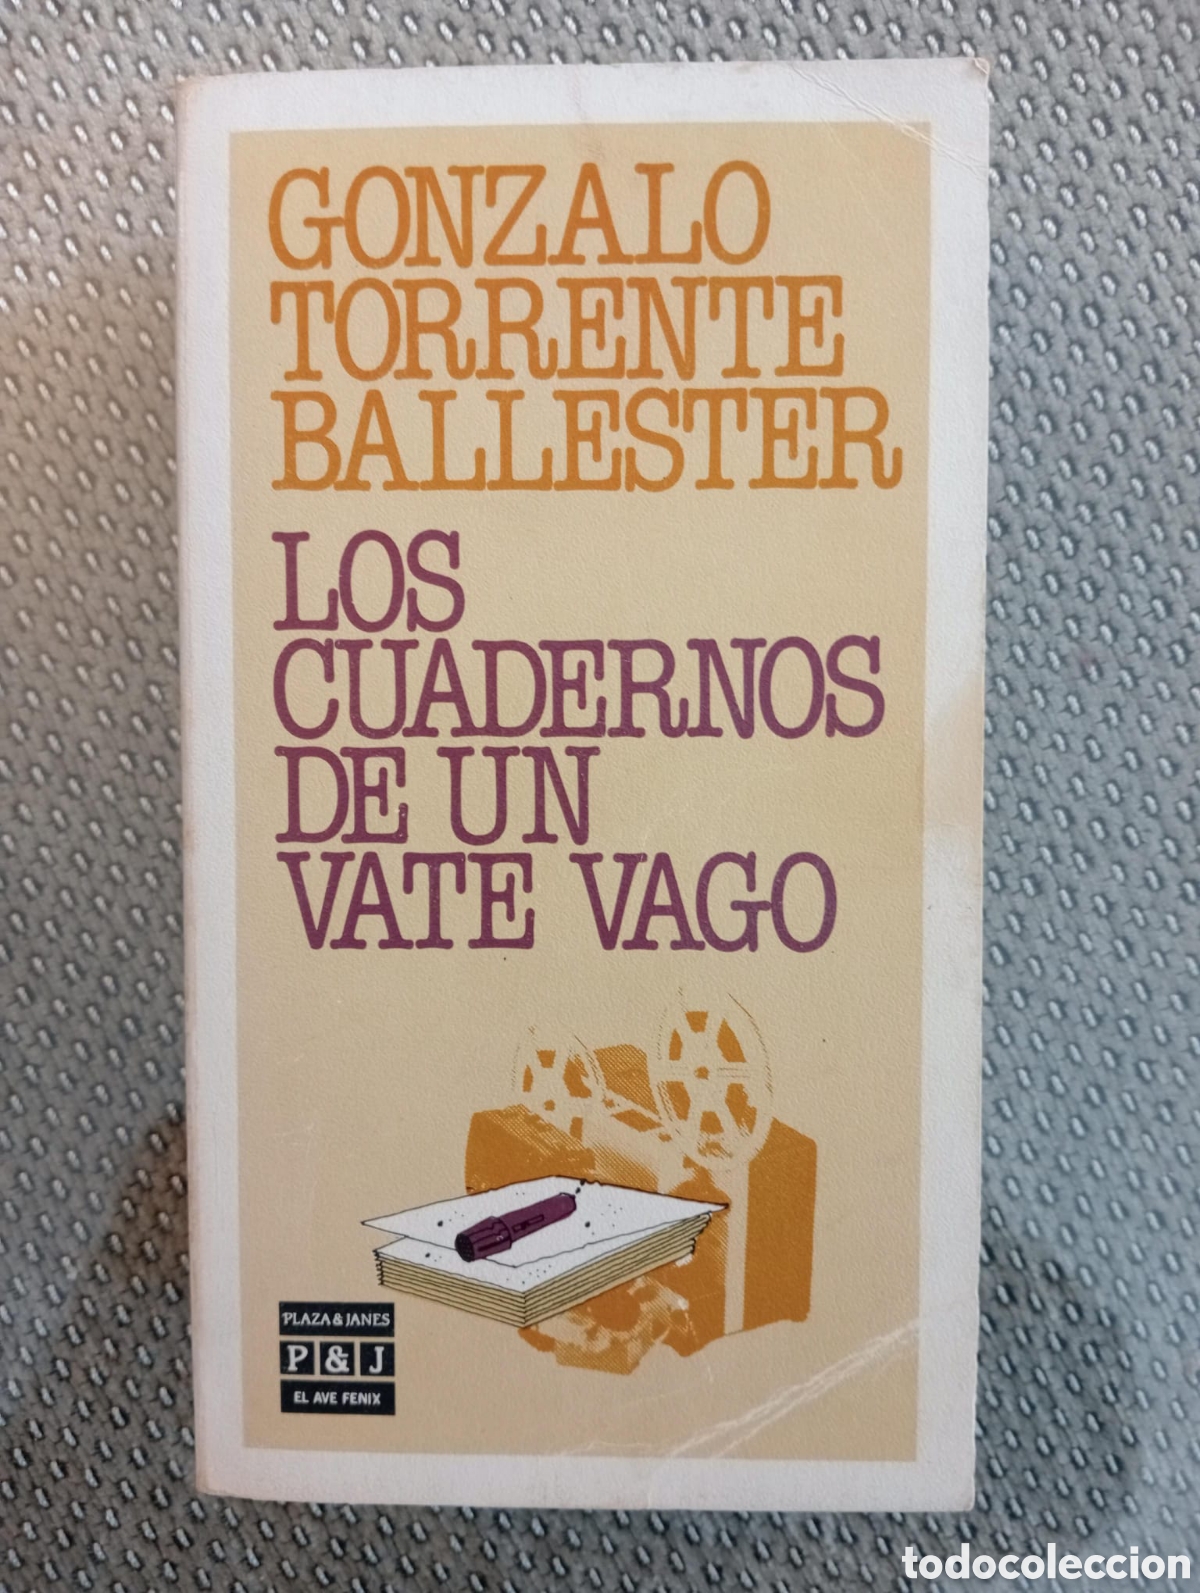 GONZALO
TORRENTE
BALLESTER
LOS
CUADERNOS
DE UN
VATE VAGO
PLAZA & JANES
P & J
EL AVE FENIX
todocoleccion